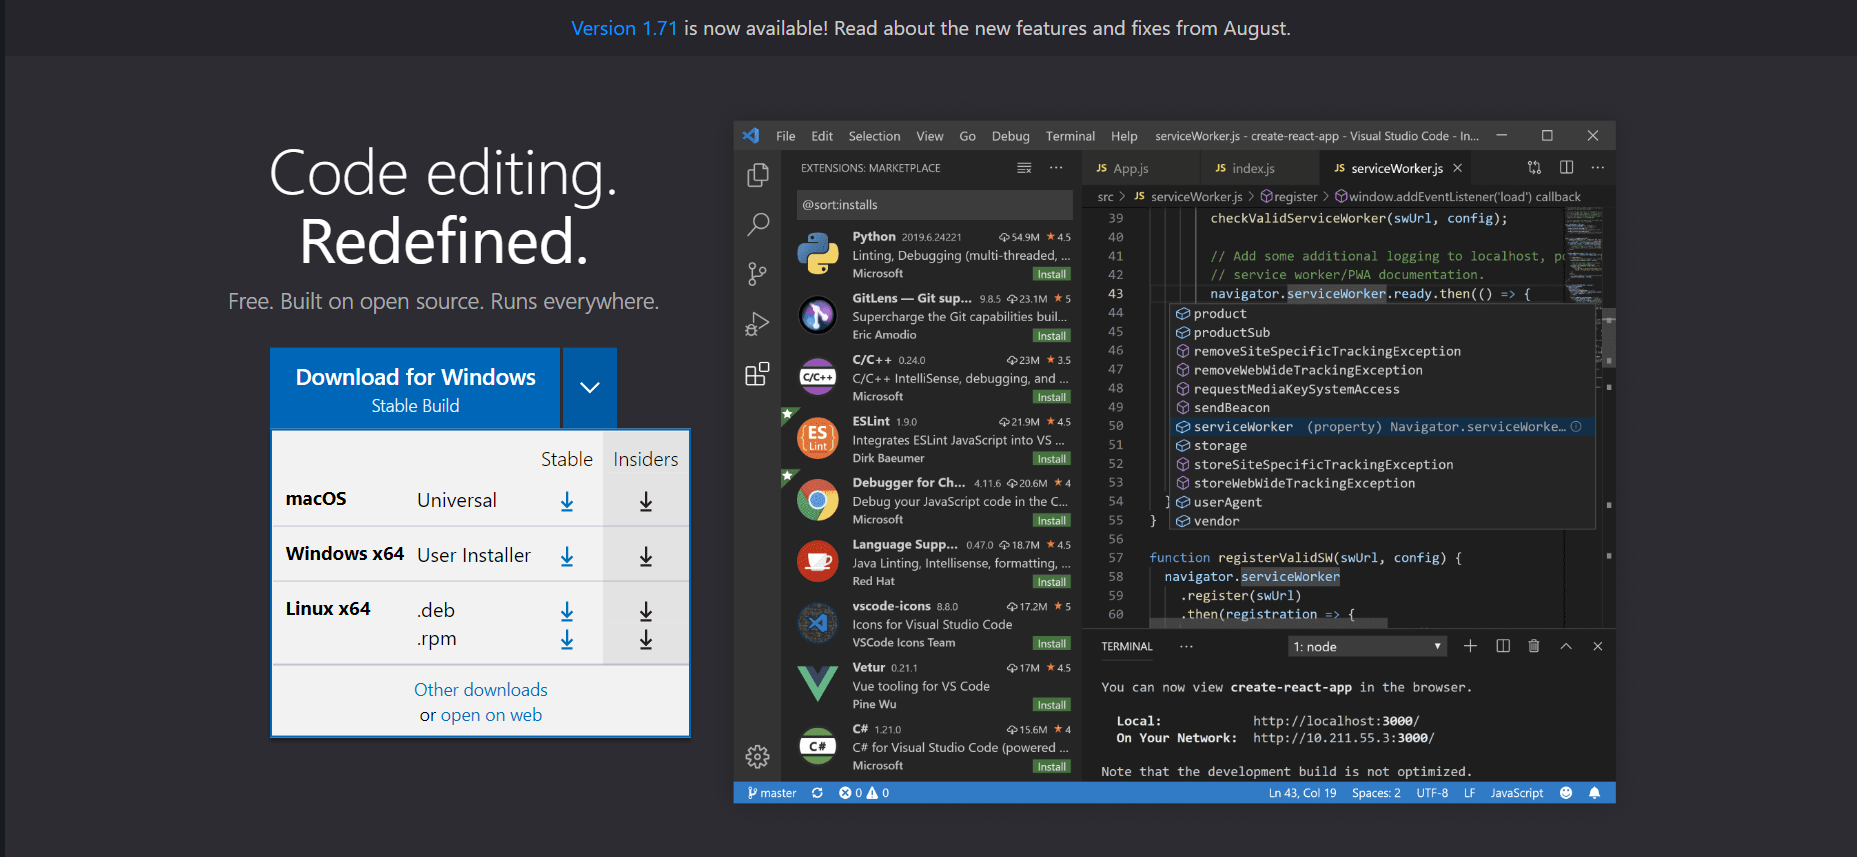 Version 1.71 is now available! Read about the new features and fixes from August.
Code editing.
Redefined.
Free. Built on open source. Runs everywhere.
Download for Windows
Stable Build
Stable Insiders
macOS Universal
Windows x64 User Installer
Linux x64 .deb
.rpm
Other downloads
or open on web
File Edit Selection View Go Debug Terminal Help serviceWorker.js - create-react-app - Visual Studio Code - In...
EXTENSIONS: MARKETPLACE
@sort:installs
Python 2019.6.24221 54.9M ★ 4.5
Linting, Debugging (multi-threaded, ...
Microsoft Install
GitLens — Git sup... 9.8.5 23.1M ★ 5
Supercharge the Git capabilities buil...
Eric Amodio Install
C/C++ 0.24.0 23M ★ 3.5
C/C++ IntelliSense, debugging, and ...
C/C++
Microsoft Install
ESLint 1.9.0 21.9M ★ 4.5
Integrates ESLint JavaScript into VS ...
ES
Lint
Dirk Baeumer Install
Debugger for Ch... 4.11.6 20.6M ★ 4
Debug your JavaScript code in the C...
Microsoft Install
Language Supp... 0.47.0 18.7M ★ 4.5
Java Linting, Intellisense, formatting, ...
Red Hat Install
vscode-icons 8.8.0 17.2M ★ 5
Icons for Visual Studio Code
VSCode Icons Team Install
Vetur 0.21.1 17M ★ 4.5
Vue tooling for VS Code
Pine Wu Install
C# 1.21.0 15.6M ★ 4
C# for Visual Studio Code (powered ...
C#
Microsoft Install
JS App.js JS index.js JS serviceWorker.js
src > JS serviceWorker.js > register > window.addEventListener('load') callback
39 checkValidServiceWorker(swUrl, config);
40
41 // Add some additional logging to localhost, po
42 // service worker/PWA documentation.
43 navigator.serviceWorker.ready.then(() => {
44 product
45 productSub
46 removeSiteSpecificTrackingException
47 removeWebWideTrackingException
48 requestMediaKeySystemAccess
49 sendBeacon
50 serviceWorker (property) Navigator.serviceWorke...
51 storage
52 storeSiteSpecificTrackingException
53 storeWebWideTrackingException
54 } userAgent
55 } vendor
56
57 function registerValidSW(swUrl, config) {
58 navigator.serviceWorker
59 .register(swUrl)
60 .then(registration => {
TERMINAL ... 1: node
You can now view create-react-app in the browser.
Local: http://localhost:3000/
On Your Network: http://10.211.55.3:3000/
Note that the development build is not optimized.
master 0 0 Ln 43, Col 19 Spaces: 2 UTF-8 LF JavaScript